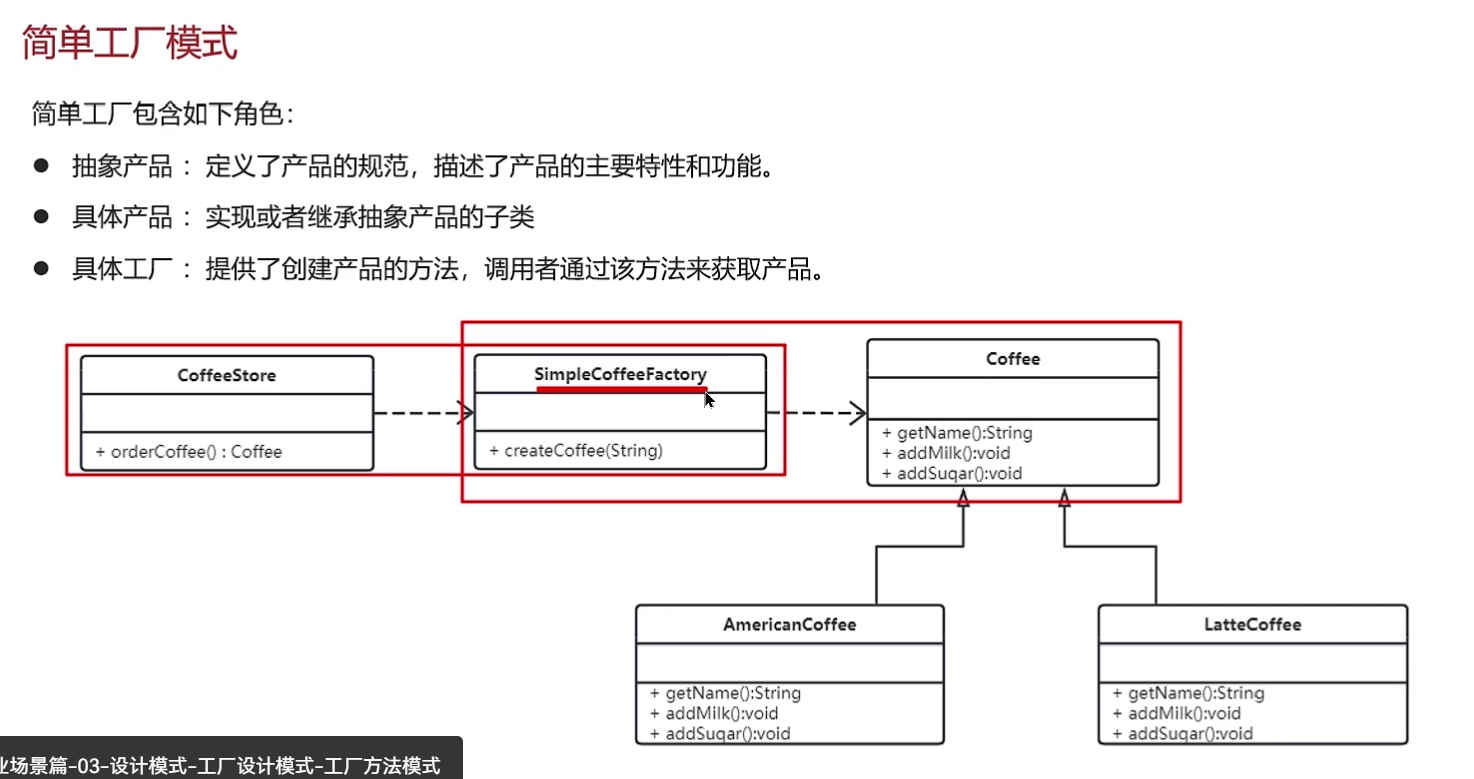 简单工厂模式
简单工厂包含如下角色：
● 抽象产品 ：定义了产品的规范，描述了产品的主要特性和功能。
● 具体产品 ：实现或者继承抽象产品的子类
● 具体工厂 ：提供了创建产品的方法，调用者通过该方法来获取产品。
CoffeeStore
+ orderCoffee() : Coffee
SimpleCoffeeFactory
+ createCoffee(String)
Coffee
+ getName():String
+ addMilk():void
+ addSuqar():void
AmericanCoffee
+ getName():String
+ addMilk():void
+ addSuqar():void
LatteCoffee
+ getName():String
+ addMilk():void
+ addSuqar():void
业场景篇-03-设计模式-工厂设计模式-工厂方法模式